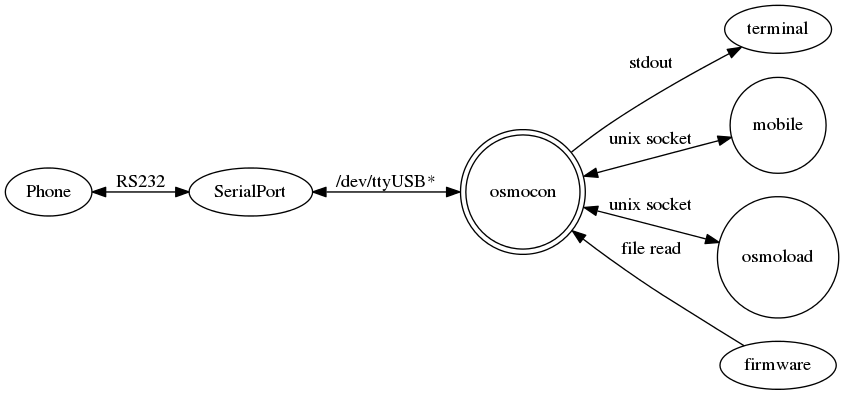 terminal
stdout
mobile
unix socket
Phone
RS232
SerialPort
/dev/ttyUSB*
osmocon
unix socket
osmoload
file read
firmware